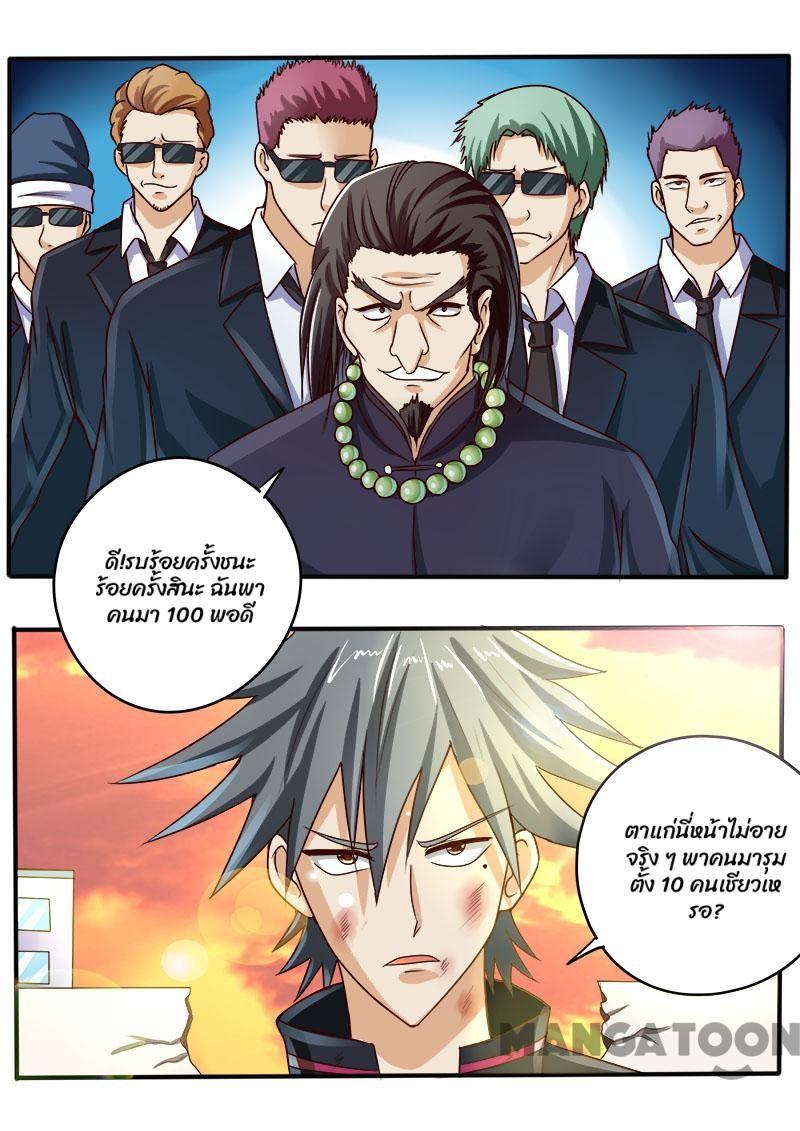 ดี!รบร้อยครั้งชนะ
ร้อยครั้งสินะ ฉันพา
คนมา 100 พอดี
ตาแก่นี่หน้าไม่อาย
จริง ๆ พาคนมารุม
ตั้ง 10 คนเชียวเห
รอ?
MANGATOON